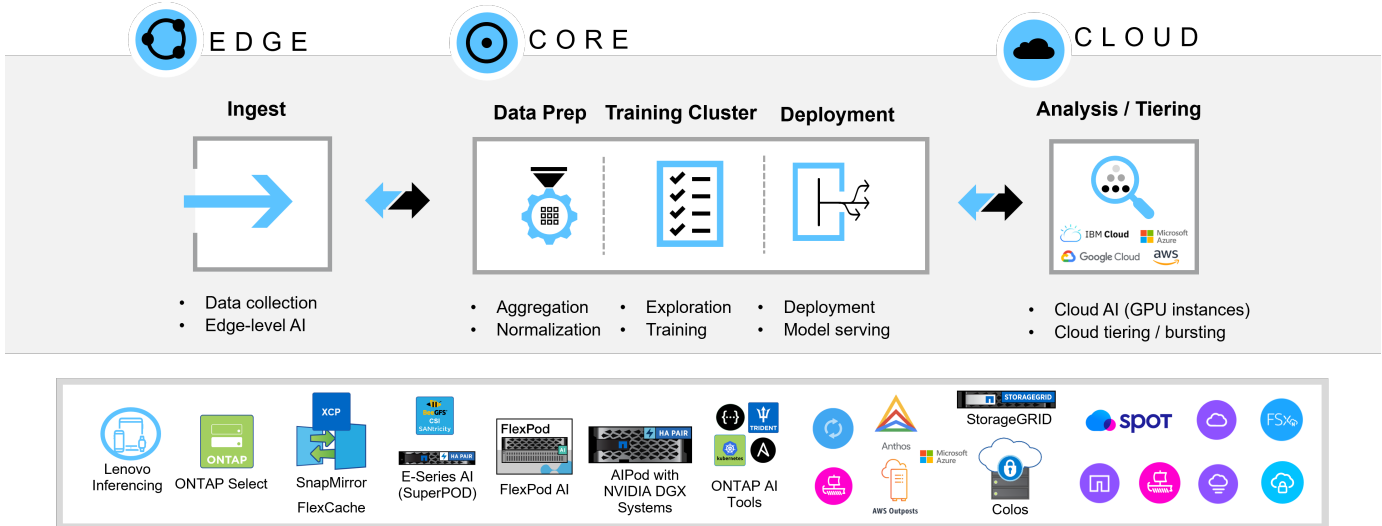 EDGE
CORE
CLOUD
Ingest
Data Prep
Training Cluster
Deployment
Analysis / Tiering
IBM Cloud
Microsoft
Azure
Google Cloud
aws
• Data collection
• Edge-level AI
• Aggregation
• Normalization
• Exploration
• Training
• Deployment
• Model serving
• Cloud AI (GPU instances)
• Cloud tiering / bursting
Lenovo
Inferencing
ONTAP
ONTAP Select
XCP
SnapMirror
FlexCache
BeeGFS
CSI
SANtricity
HA PAIR
E-Series AI
(SuperPOD)
FlexPod
AI
FlexPod AI
HA PAIR
AIPod with
NVIDIA DGX
Systems
{···}
TRIDENT
kubernetes
A
ONTAP AI
Tools
Anthos
Microsoft
Azure
AWS Outposts
STORAGEGRID
StorageGRID
Colos
spot
FSx